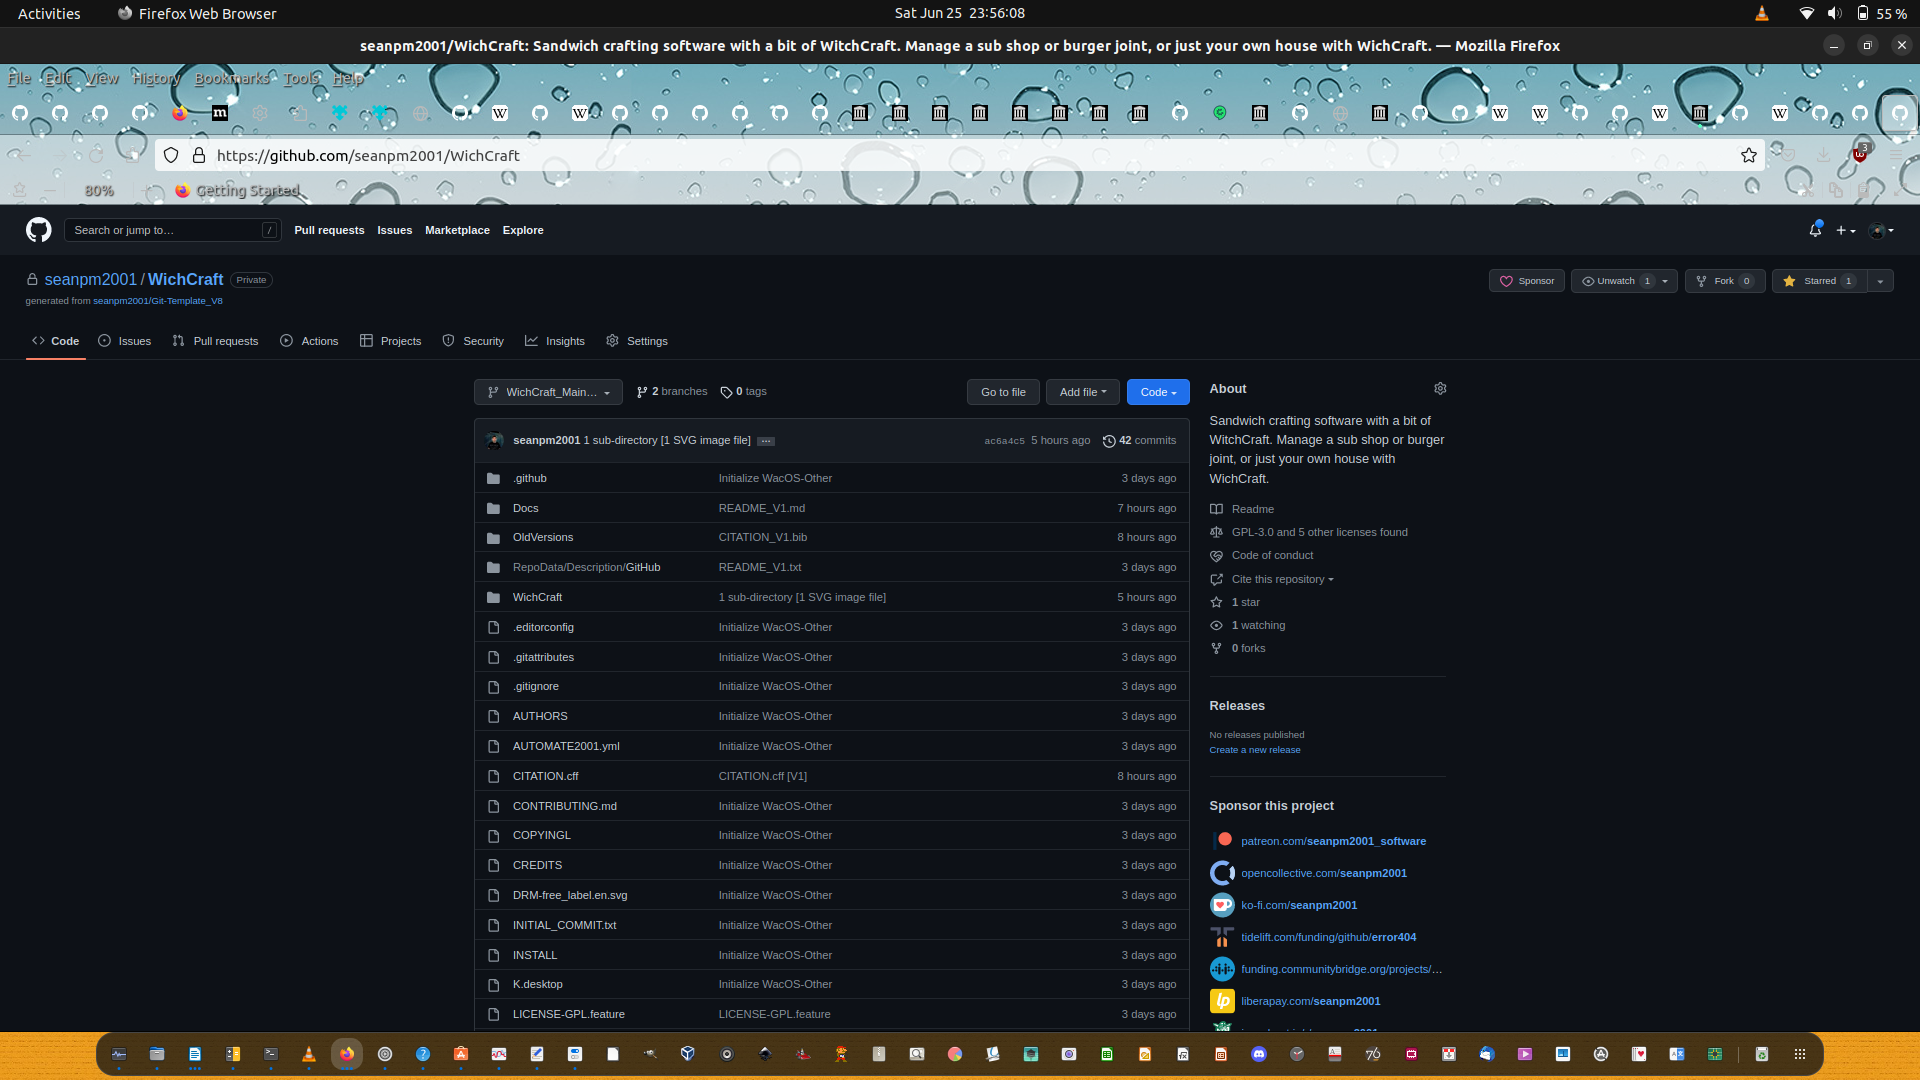 Activities
Firefox Web Browser
Sat Jun 25 23:56:08
55 %
seanpm2001/WichCraft: Sandwich crafting software with a bit of WitchCraft. Manage a sub shop or burger joint, or just your own house with WichCraft. — Mozilla Firefox
File Edit View History Bookmarks Tools Help
https://github.com/seanpm2001/WichCraft
3
80%
Getting Started
Search or jump to…
/
Pull requests
Issues
Marketplace
Explore
seanpm2001 / WichCraft
Private
generated from seanpm2001/Git-Template_V8
Sponsor
Unwatch 1
Fork 0
Starred 1
Code
Issues
Pull requests
Actions
Projects
Security
Insights
Settings
WichCraft_Main…
2 branches
0 tags
Go to file
Add file
Code
seanpm2001 1 sub-directory [1 SVG image file] …
ac6a4c5 5 hours ago
42 commits
.github Initialize WacOS-Other 3 days ago
Docs README_V1.md 7 hours ago
OldVersions CITATION_V1.bib 8 hours ago
RepoData/Description/GitHub README_V1.txt 3 days ago
WichCraft 1 sub-directory [1 SVG image file] 5 hours ago
.editorconfig Initialize WacOS-Other 3 days ago
.gitattributes Initialize WacOS-Other 3 days ago
.gitignore Initialize WacOS-Other 3 days ago
AUTHORS Initialize WacOS-Other 3 days ago
AUTOMATE2001.yml Initialize WacOS-Other 3 days ago
CITATION.cff CITATION.cff [V1] 8 hours ago
CONTRIBUTING.md Initialize WacOS-Other 3 days ago
COPYINGL Initialize WacOS-Other 3 days ago
CREDITS Initialize WacOS-Other 3 days ago
DRM-free_label.en.svg Initialize WacOS-Other 3 days ago
INITIAL_COMMIT.txt Initialize WacOS-Other 3 days ago
INSTALL Initialize WacOS-Other 3 days ago
K.desktop Initialize WacOS-Other 3 days ago
LICENSE-GPL.feature LICENSE-GPL.feature 3 days ago
About
Sandwich crafting software with a bit of
WitchCraft. Manage a sub shop or burger
joint, or just your own house with
WichCraft.
Readme
GPL-3.0 and 5 other licenses found
Code of conduct
Cite this repository
1 star
1 watching
0 forks
Releases
No releases published
Create a new release
Sponsor this project
patreon.com/seanpm2001_software
opencollective.com/seanpm2001
ko-fi.com/seanpm2001
tidelift.com/funding/github/error404
funding.communitybridge.org/projects/…
liberapay.com/seanpm2001